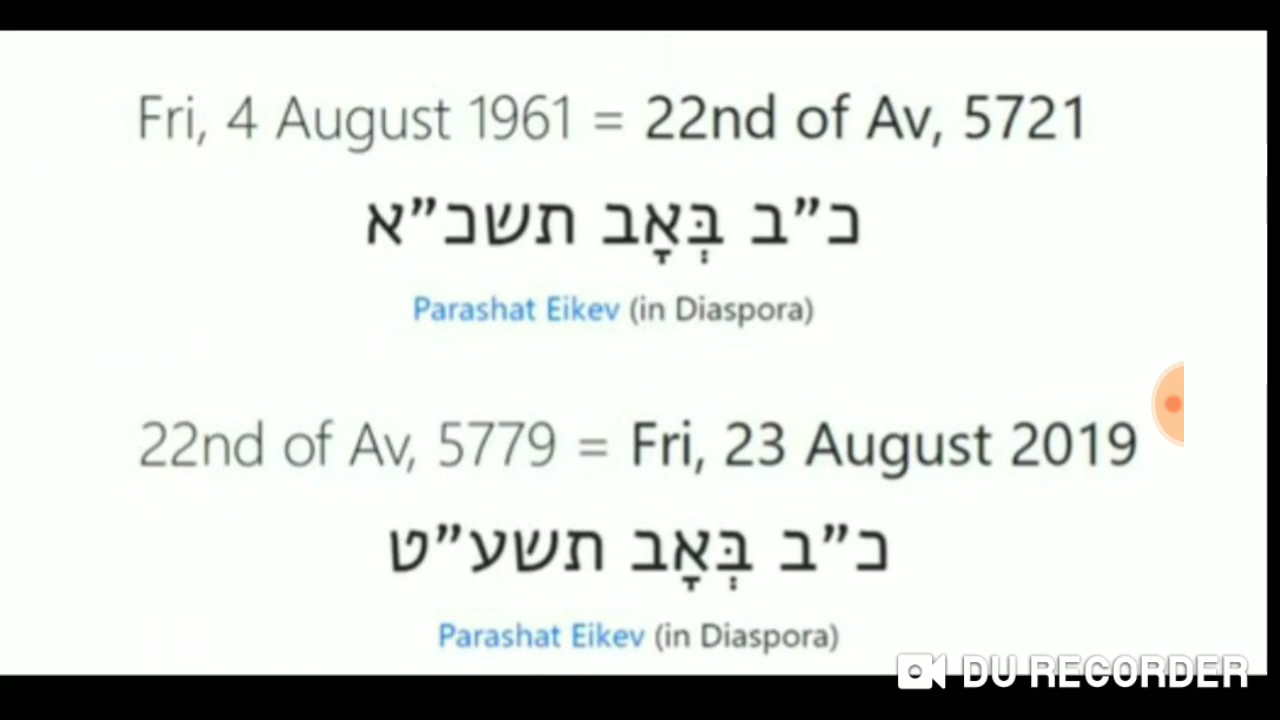 Fri, 4 August 1961 = 22nd of Av, 5721
כ”ב בְּאָב תשכ”א
Parashat Eikev (in Diaspora)
22nd of Av, 5779 = Fri, 23 August 2019
כ”ב בְּאָב תשע”ט
Parashat Eikev (in Diaspora)
DU RECORDER